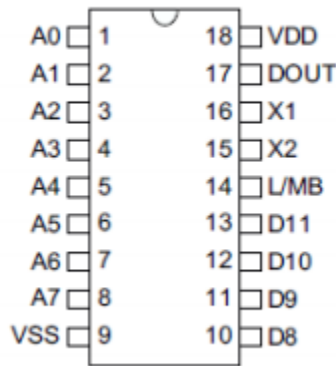 A0 1 18 VDD
A1 2 17 DOUT
A2 3 16 X1
A3 4 15 X2
A4 5 14 L/MB
A5 6 13 D11
A6 7 12 D10
A7 8 11 D9
VSS 9 10 D8